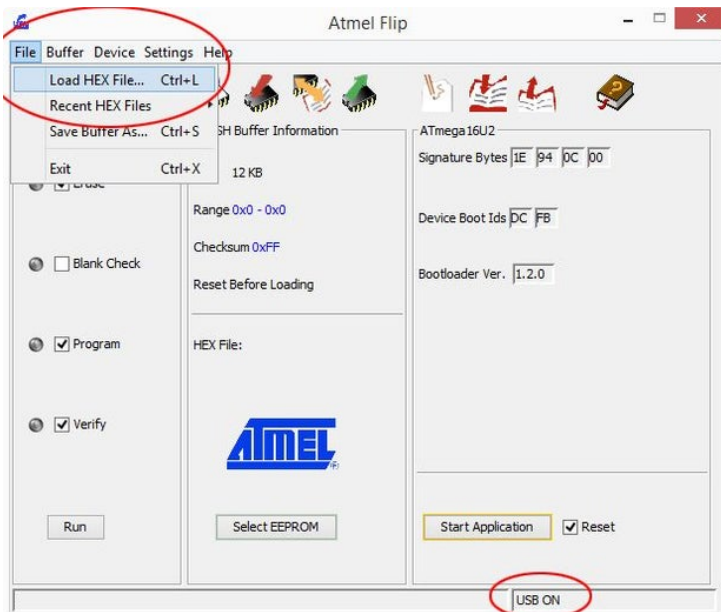 Atmel Flip
File Buffer Device Settings Help
Load HEX File... Ctrl+L
Recent HEX Files
Save Buffer As... Ctrl+S
Exit Ctrl+X
Erase
Blank Check
Program
Verify
Run
SH Buffer Information
12 KB
Range 0x0 - 0x0
Checksum 0xFF
Reset Before Loading
HEX File:
ATMEL
Select EEPROM
ATmega16U2
Signature Bytes 1E 94 0C 00
Device Boot Ids DC FB
Bootloader Ver. 1.2.0
Start Application Reset
USB ON